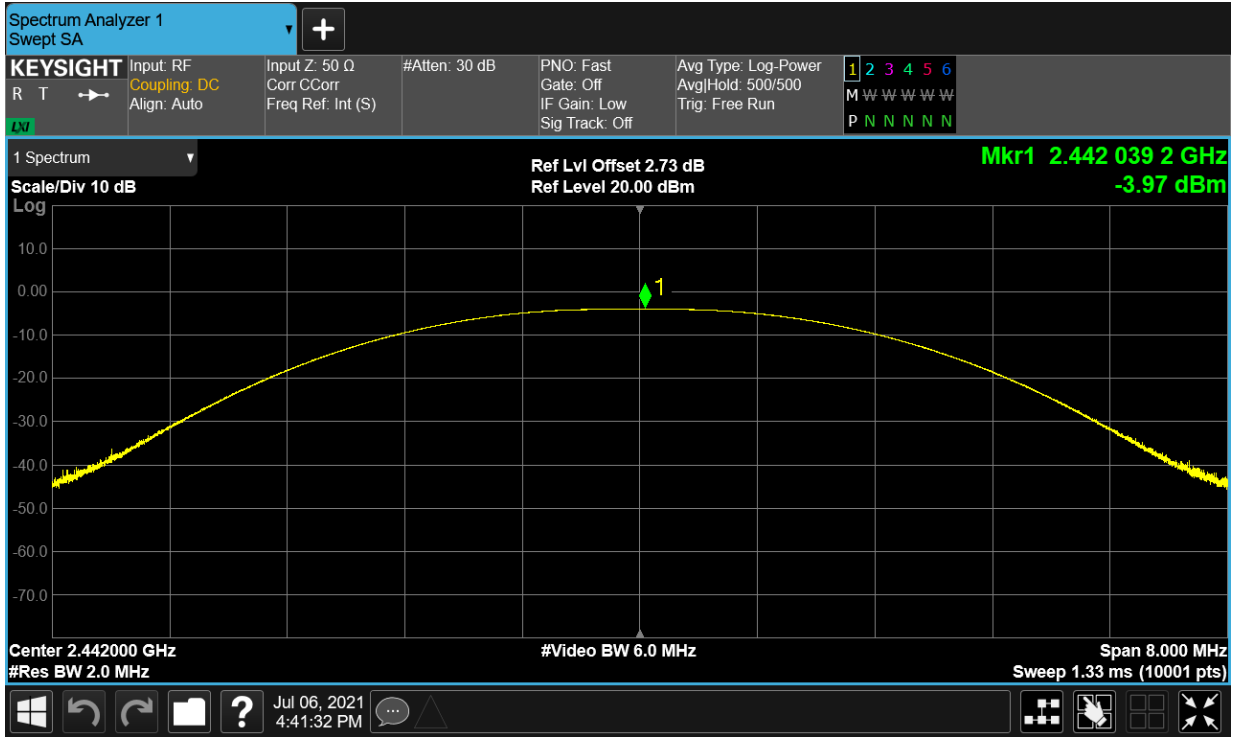 Spectrum Analyzer 1
Swept SA
+
KEYSIGHT Input: RF Input Z: 50 Ω #Atten: 30 dB PNO: Fast Avg Type: Log-Power 1 2 3 4 5 6
R T Coupling: DC Corr CCorr Gate: Off Avg|Hold: 500/500 M W W W W W
Align: Auto Freq Ref: Int (S) IF Gain: Low Trig: Free Run
LXI Sig Track: Off P N N N N N
1 Spectrum Ref Lvl Offset 2.73 dB Mkr1 2.442 039 2 GHz
Scale/Div 10 dB Ref Level 20.00 dBm -3.97 dBm
Log
10.0
0.00
1
-10.0
-20.0
-30.0
-40.0
-50.0
-60.0
-70.0
Center 2.442000 GHz #Video BW 6.0 MHz Span 8.000 MHz
#Res BW 2.0 MHz Sweep 1.33 ms (10001 pts)
? Jul 06, 2021
4:41:32 PM